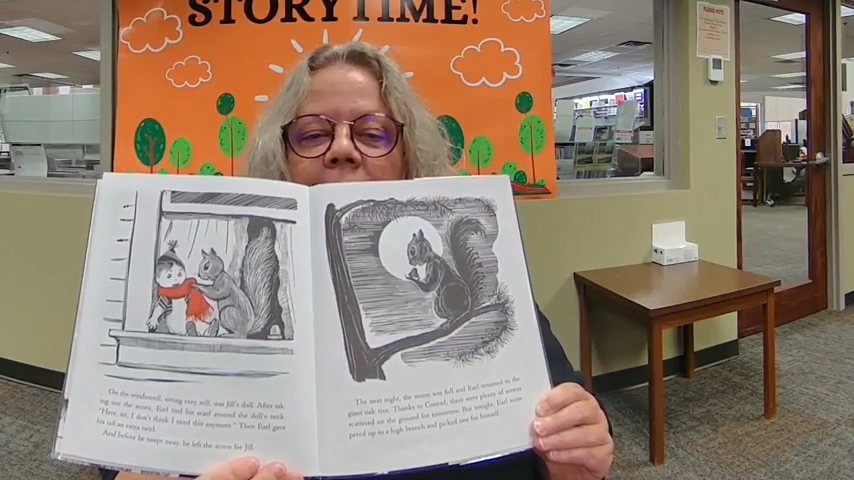 STORYTIME!
PLEASE NOTE
On the windowsill, sitting very still, was Jill's doll. After tak-
ing out the acorn, Earl tied his scarf around the doll's neck.
"Here, sir, I don't think I need this anymore." Then Earl gave
his tail an extra twirl.
And before he went away, he left the acorn for Jill.
The next night, the moon was full and Earl returned to the
giant oak tree. Thanks to Conrad, there were plenty of acorns
scattered on the ground for tomorrow. But tonight, Earl scam-
pered up to a high branch and picked one for himself.